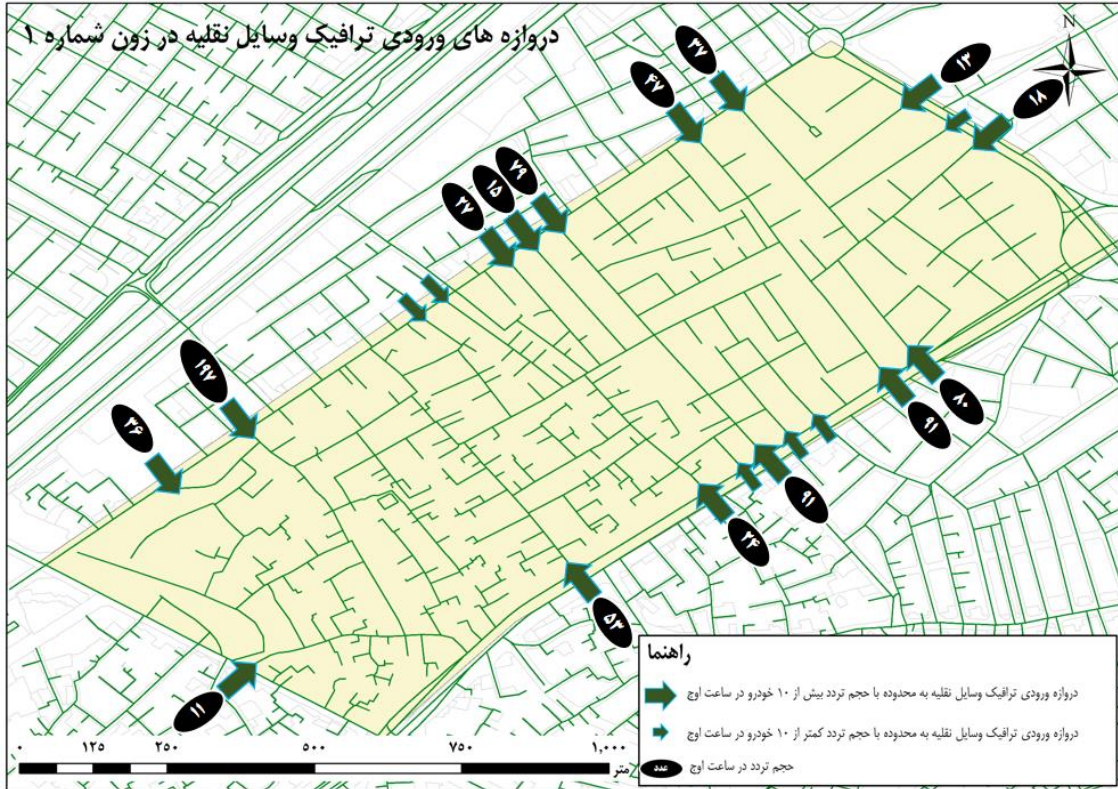 دروازه های ورودی ترافیک وسایل نقلیه در زون شماره ۱
N
۳۷
۴۷
۱۳
۱۸
۷۹
۱۵
۲۷
۱۹۷
۳۶
۸۰
۹۱
۹۱
۲۴
۵۳
۱۱
راهنما
دروازه ورودی ترافیک وسایل نقلیه به محدوده با حجم تردد بیش از ۱۰ خودرو در ساعت اوج
دروازه ورودی ترافیک وسایل نقلیه به محدوده با حجم تردد کمتر از ۱۰ خودرو در ساعت اوج
عدد حجم تردد در ساعت اوج
۰ ۱۲۵ ۲۵۰ ۵۰۰ ۷۵۰ ۱,۰۰۰ متر